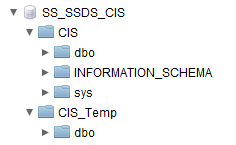 SS_SSDS_CIS
CIS
dbo
INFORMATION_SCHEMA
sys
CIS_Temp
dbo